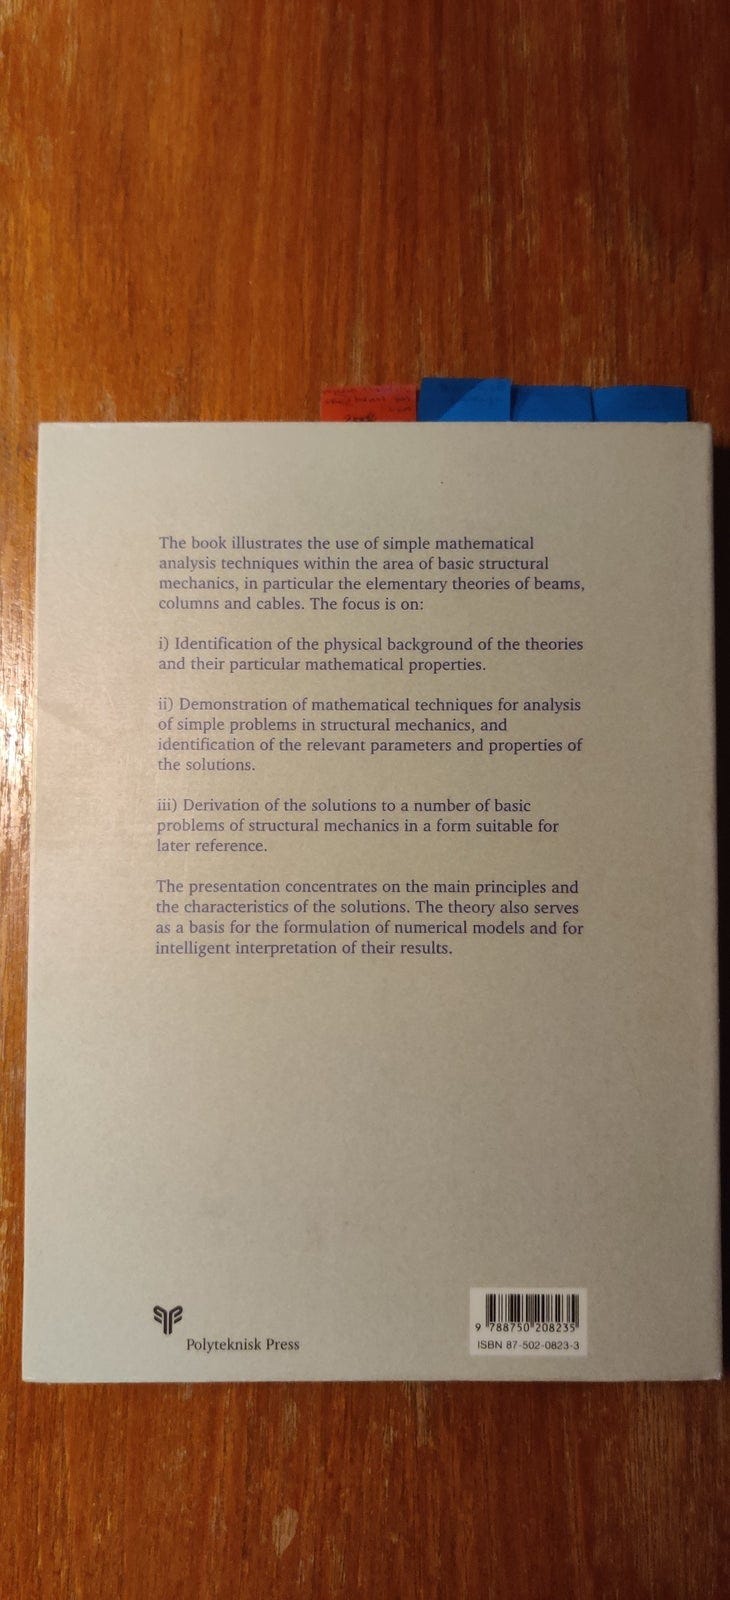 The book illustrates the use of simple mathematical
analysis techniques within the area of basic structural
mechanics, in particular the elementary theories of beams,
columns and cables. The focus is on:
i) Identification of the physical background of the theories
and their particular mathematical properties.
ii) Demonstration of mathematical techniques for analysis
of simple problems in structural mechanics, and
identification of the relevant parameters and properties of
the solutions.
iii) Derivation of the solutions to a number of basic
problems of structural mechanics in a form suitable for
later reference.
The presentation concentrates on the main principles and
the characteristics of the solutions. The theory also serves
as a basis for the formulation of numerical models and for
intelligent interpretation of their results.
Polyteknisk Press
9 788750 208235
ISBN 87-502-0823-3